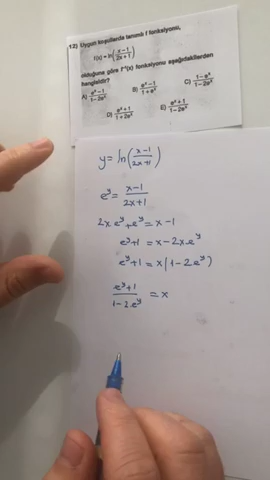 12) Uygun koşullarda tanımlı f fonksiyonu,
f(x) = ln(x-1/2x+1)
olduğuna göre f⁻¹(x) fonksiyonu aşağıdakilerden
hangisidir?
A) eˣ-1/1-2eˣ B) eˣ-1/1+eˣ C) 1-eˣ/1-2eˣ
D) eˣ+1/1+2eˣ E) eˣ+1/1-2eˣ
y = ln(x-1/2x+1)
eʸ = x-1/2x+1
2x.eʸ+eʸ = x-1
eʸ+1 = x-2x.eʸ
eʸ+1 = x(1-2eʸ)
eʸ+1/1-2eʸ = x